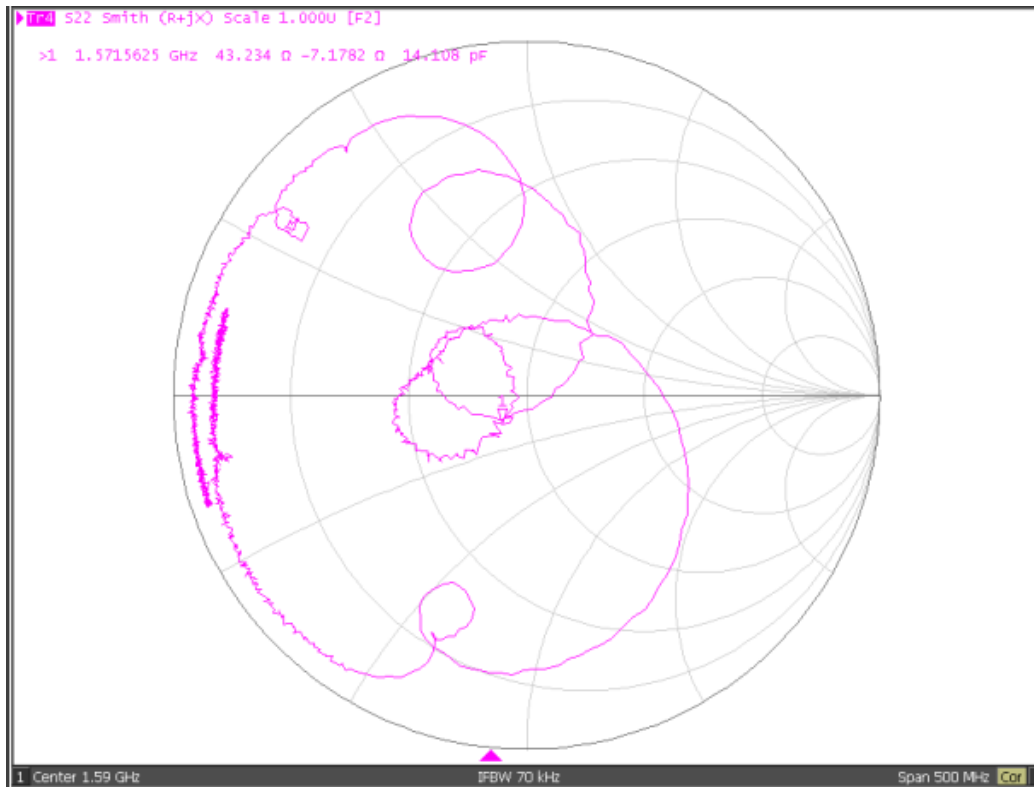 Tr4 S22 Smith (R+jX) Scale 1.000U [F2]
>1 1.5715625 GHz 43.234 Ω -7.1782 Ω 14.108 pF
1 Center 1.59 GHz IFBW 70 kHz Span 500 MHz Cor